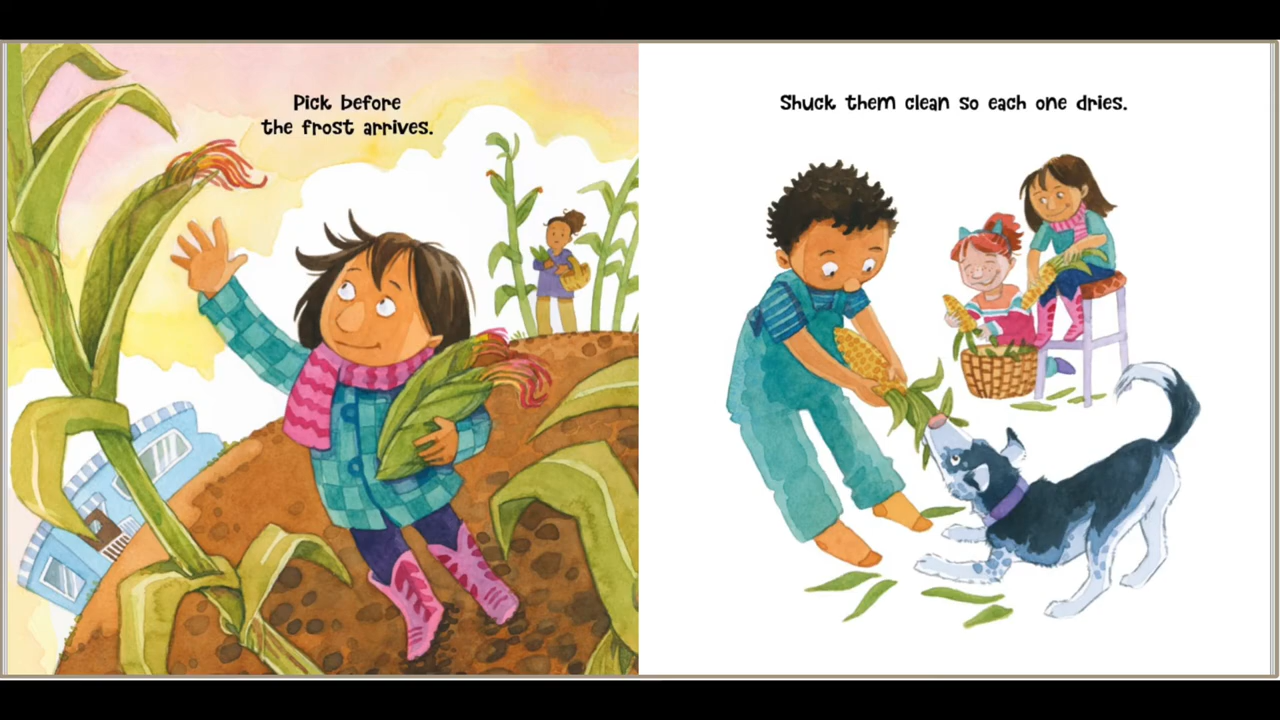 Pick before
the frost arrives.
Shuck them clean so each one dries.